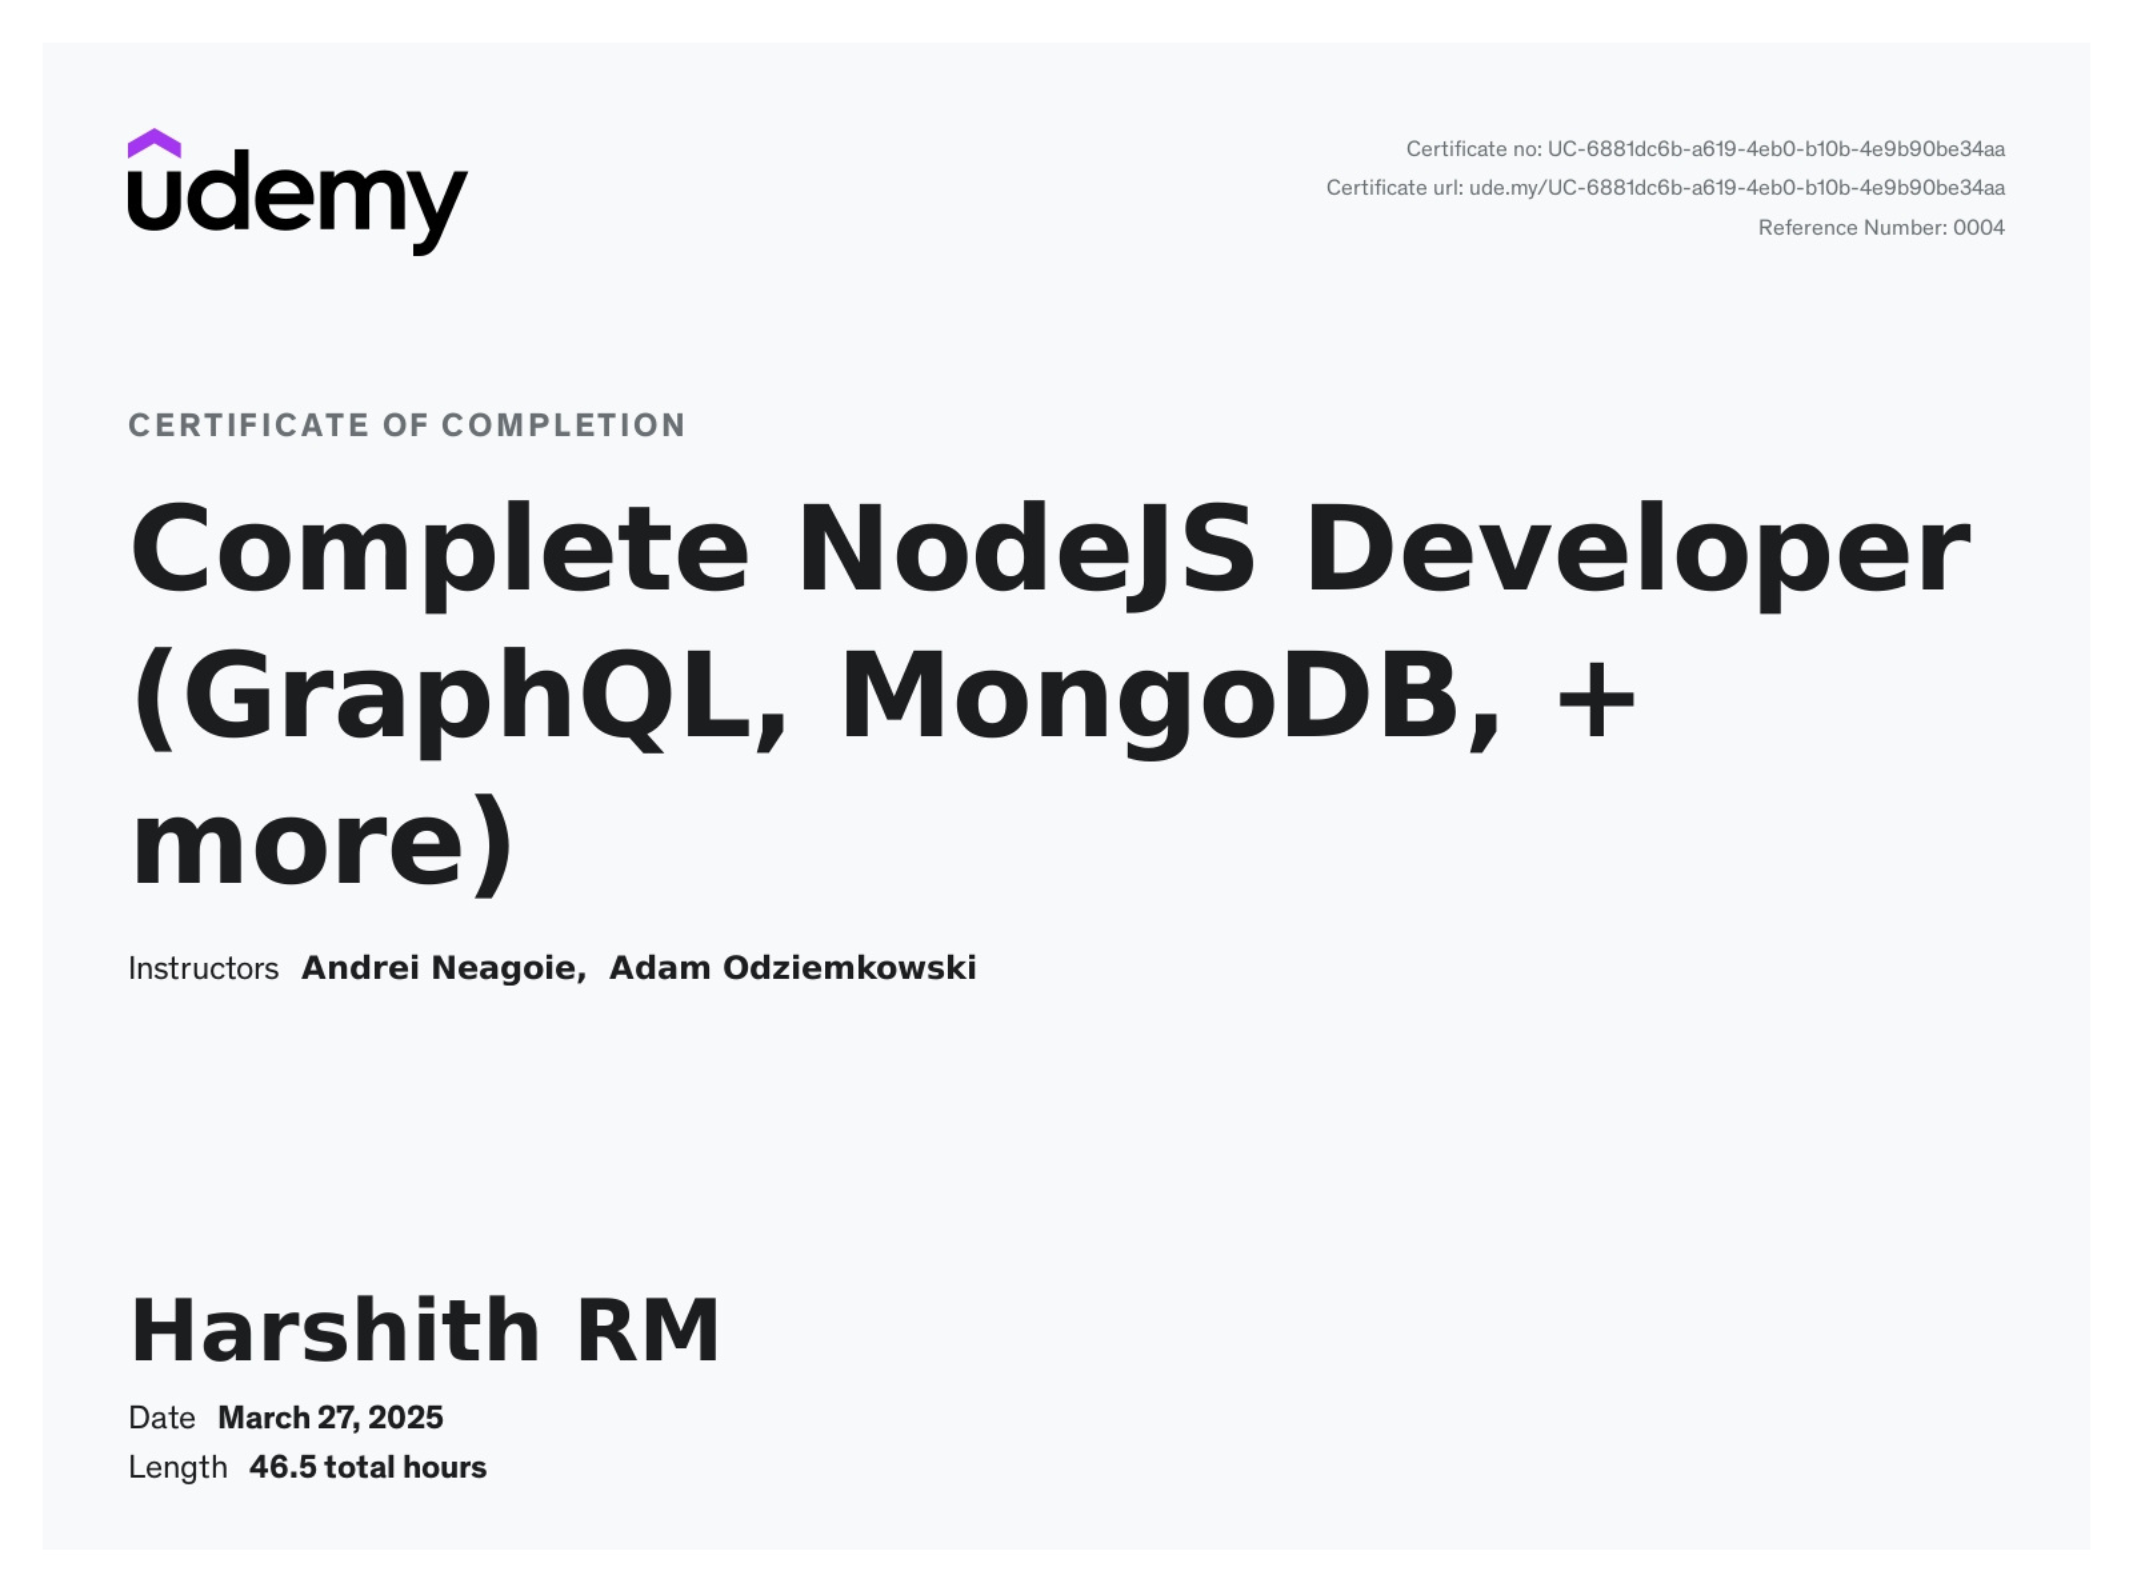 udemy
Certificate no: UC-6881dc6b-a619-4eb0-b10b-4e9b90be34aa
Certificate url: ude.my/UC-6881dc6b-a619-4eb0-b10b-4e9b90be34aa
Reference Number: 0004
CERTIFICATE OF COMPLETION
Complete NodeJS Developer
(GraphQL, MongoDB, +
more)
Instructors Andrei Neagoie, Adam Odziemkowski
Harshith RM
Date March 27, 2025
Length 46.5 total hours